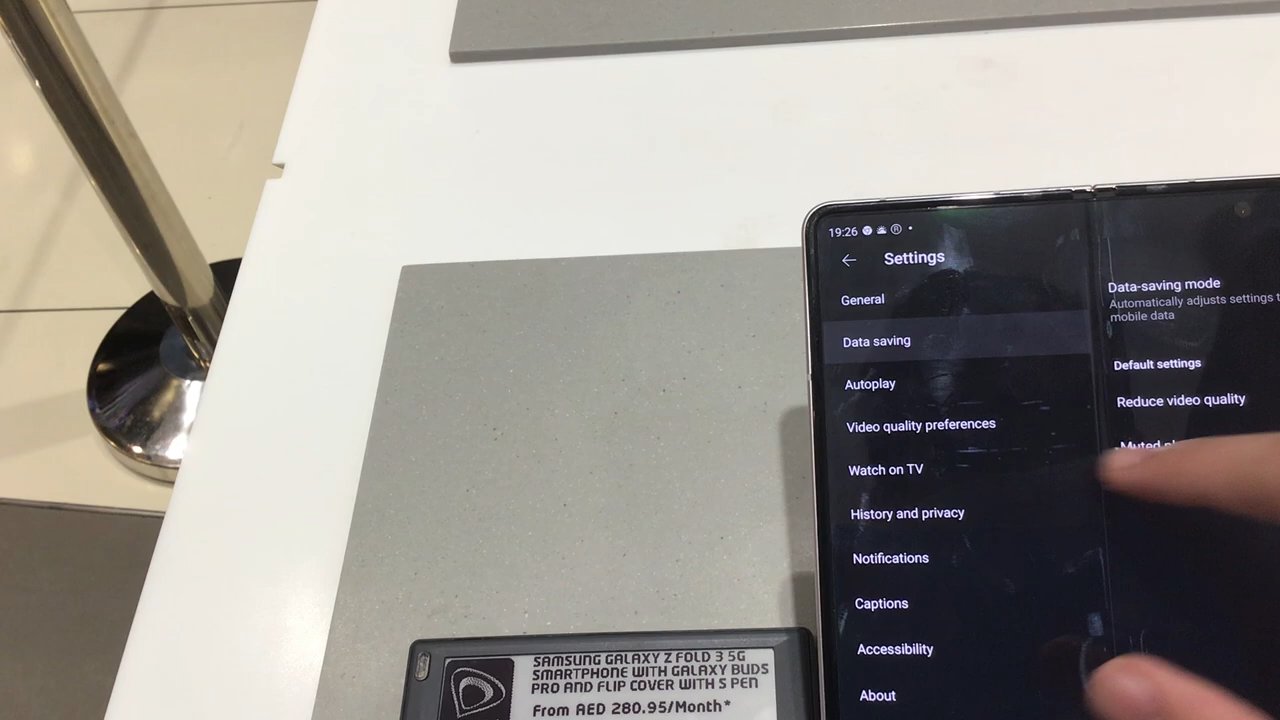 19:26
Settings
General
Data saving
Autoplay
Video quality preferences
Watch on TV
History and privacy
Notifications
Captions
Accessibility
About
Data-saving mode
Automatically adjusts settings
mobile data
Default settings
Reduce video quality
Muted
SAMSUNG GALAXY Z FOLD 3 5G
SMARTPHONE WITH GALAXY BUDS
PRO AND FLIP COVER WITH S PEN
From AED 280.95/Month*